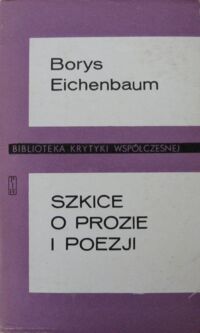 Borys
Eichenbaum
BIBLIOTEKA KRYTYKI WSPÓŁCZESNEJ
SZKICE
O PROZIE
I POEZJI